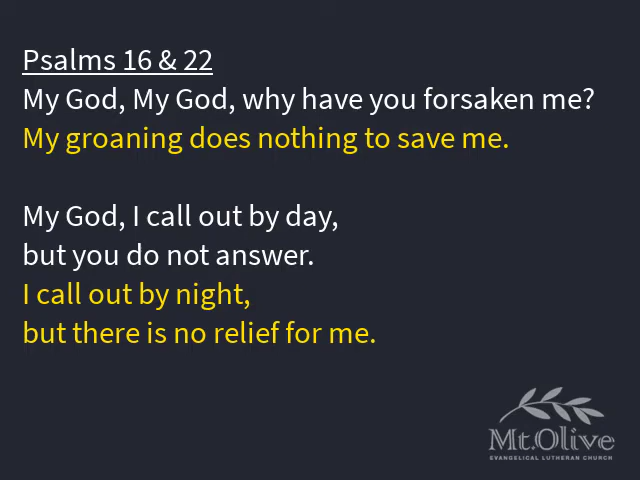 Psalms 16 & 22
My God, My God, why have you forsaken me?
My groaning does nothing to save me.
My God, I call out by day,
but you do not answer.
I call out by night,
but there is no relief for me.
Mt.Olive
EVANGELICAL LUTHERAN CHURCH